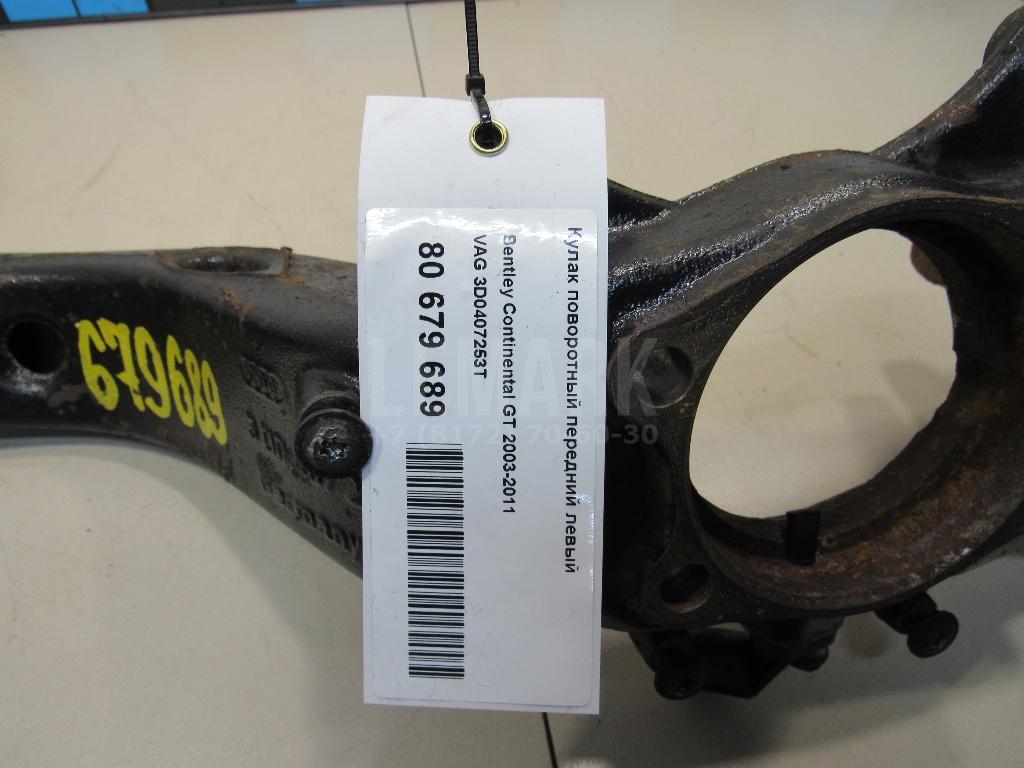 Кулак поворотный передний левый
Bentley Continental GT 2003-2011
VAG 3D0407253T
80 679 689
679689